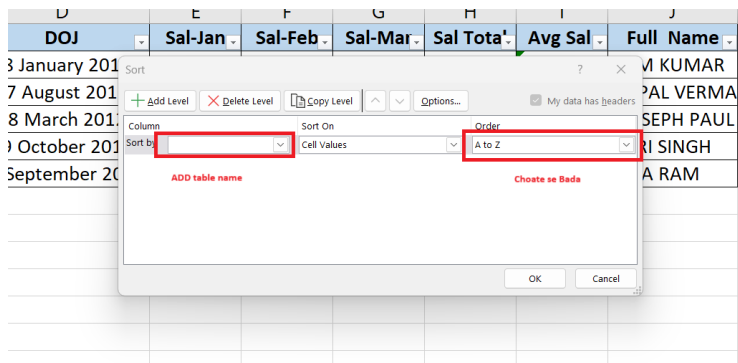 D E F G H I J
DOJ Sal-Jan Sal-Feb Sal-Mar Sal Total Avg Sal Full Name
3 January 201 M KUMAR
Sort ? ×
7 August 201 PAL VERMA
Add Level Delete Level Copy Level Options... My data has headers
8 March 201 SEPH PAUL
Column Sort On Order
October 201 RI SINGH
Sort by Cell Values A to Z
September 20 A RAM
ADD table name Choate se Bada
OK Cancel